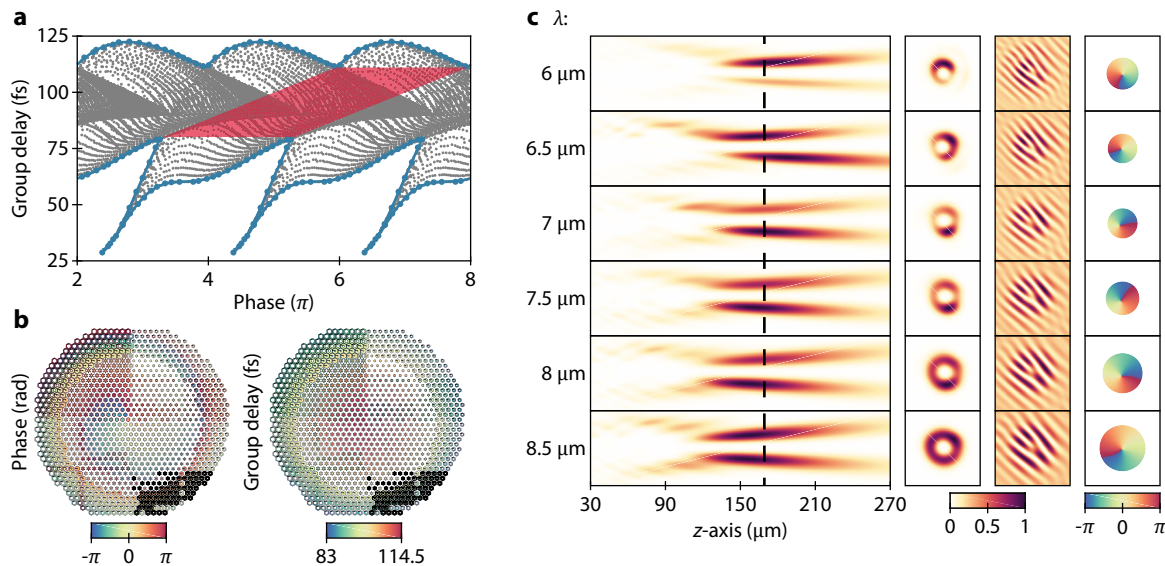 a
Group delay (fs)
125
100
75
50
25
2 4 6 8
Phase (π)
b
Phase (rad)
-π 0 π
Group delay (fs)
83 114.5
c λ:
6 µm
6.5 µm
7 µm
7.5 µm
8 µm
8.5 µm
30 90 150 210 270
z-axis (µm)
0 0.5 1
-π 0 π